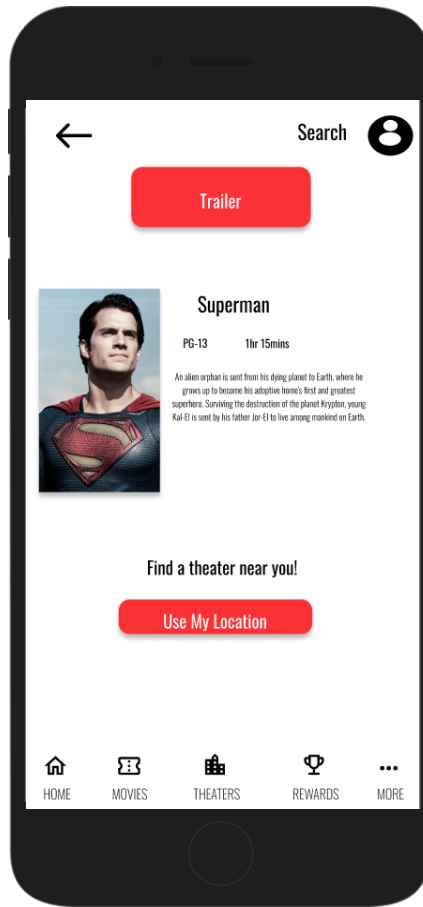 Search
Trailer
Superman
PG-13 1hr 15mins
An alien orphan is sent from his dying planet to Earth, where he
grows up to become his adoptive home's first and greatest
superhero. Surviving the destruction of the planet Krypton, young
Kal-El is sent by his father Jor-El to live among mankind on Earth.
Find a theater near you!
Use My Location
HOME MOVIES THEATERS REWARDS MORE